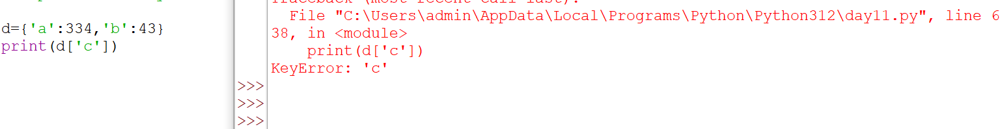 d={'a':334,'b':43}
print(d['c'])
Traceback (most recent call last):
  File "C:\Users\admin\AppData\Local\Programs\Python\Python312\day11.py", line 6
38, in <module>
    print(d['c'])
KeyError: 'c'
>>>
>>>
>>>